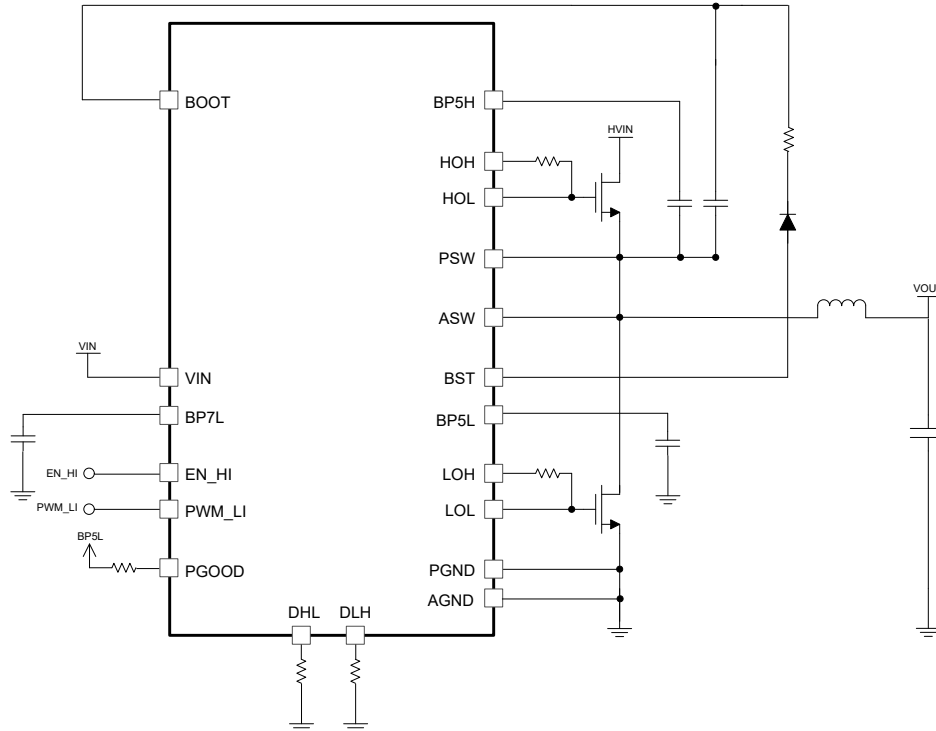 BOOT
BP5H
HVIN
HOH
HOL
PSW
ASW
VOU
VIN
VIN
BST
BP7L
BP5L
EN_HI
EN_HI
LOH
PWM_LI
PWM_LI
LOL
BP5L
PGOOD
PGND
AGND
DHL
DLH